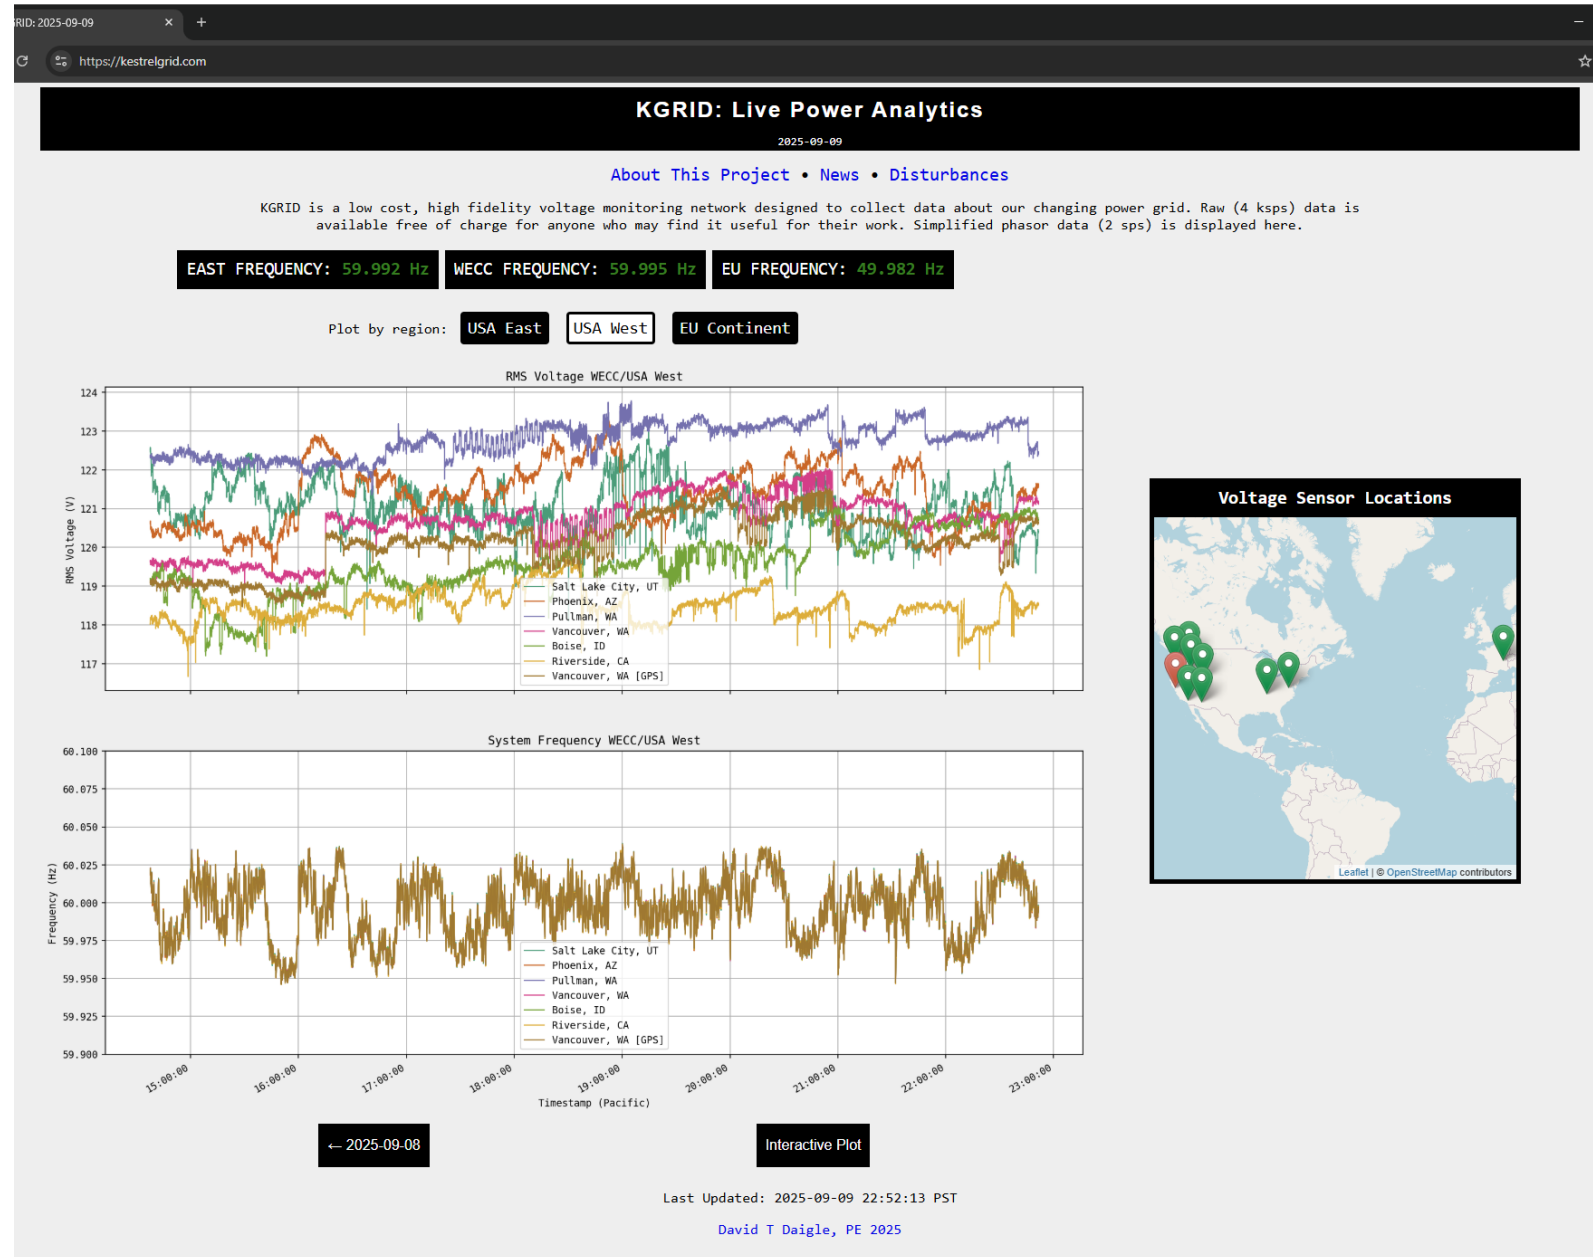 RID: 2025-09-09
https://kestrelgrid.com
KGRID: Live Power Analytics
2025-09-09
About This Project • News • Disturbances
KGRID is a low cost, high fidelity voltage monitoring network designed to collect data about our changing power grid. Raw (4 ksps) data is
available free of charge for anyone who may find it useful for their work. Simplified phasor data (2 sps) is displayed here.
EAST FREQUENCY: 59.992 Hz
WECC FREQUENCY: 59.995 Hz
EU FREQUENCY: 49.982 Hz
Plot by region: USA East USA West EU Continent
RMS Voltage WECC/USA West
124
123
122
121
120
119
118
117
RMS Voltage (V)
Salt Lake City, UT
Phoenix, AZ
Pullman, WA
Vancouver, WA
Boise, ID
Riverside, CA
Vancouver, WA [GPS]
System Frequency WECC/USA West
60.100
60.075
60.050
60.025
60.000
59.975
59.950
59.925
59.900
Frequency (Hz)
Salt Lake City, UT
Phoenix, AZ
Pullman, WA
Vancouver, WA
Boise, ID
Riverside, CA
Vancouver, WA [GPS]
15:00:00
16:00:00
17:00:00
18:00:00
19:00:00
20:00:00
21:00:00
22:00:00
23:00:00
Timestamp (Pacific)
Voltage Sensor Locations
Leaflet | © OpenStreetMap contributors
← 2025-09-08
Interactive Plot
Last Updated: 2025-09-09 22:52:13 PST
David T Daigle, PE 2025